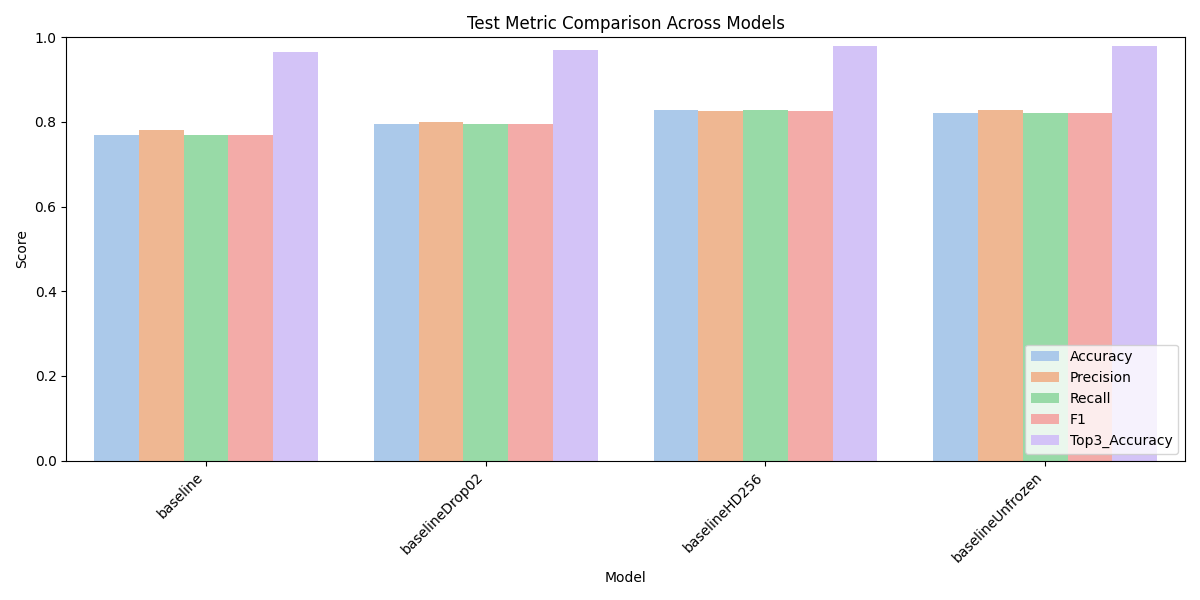 Test Metric Comparison Across Models
Score
1.0
0.8
0.6
0.4
0.2
0.0
Accuracy
Precision
Recall
F1
Top3_Accuracy
baseline
baselineDrop02
baselineHD256
baselineUnfrozen
Model